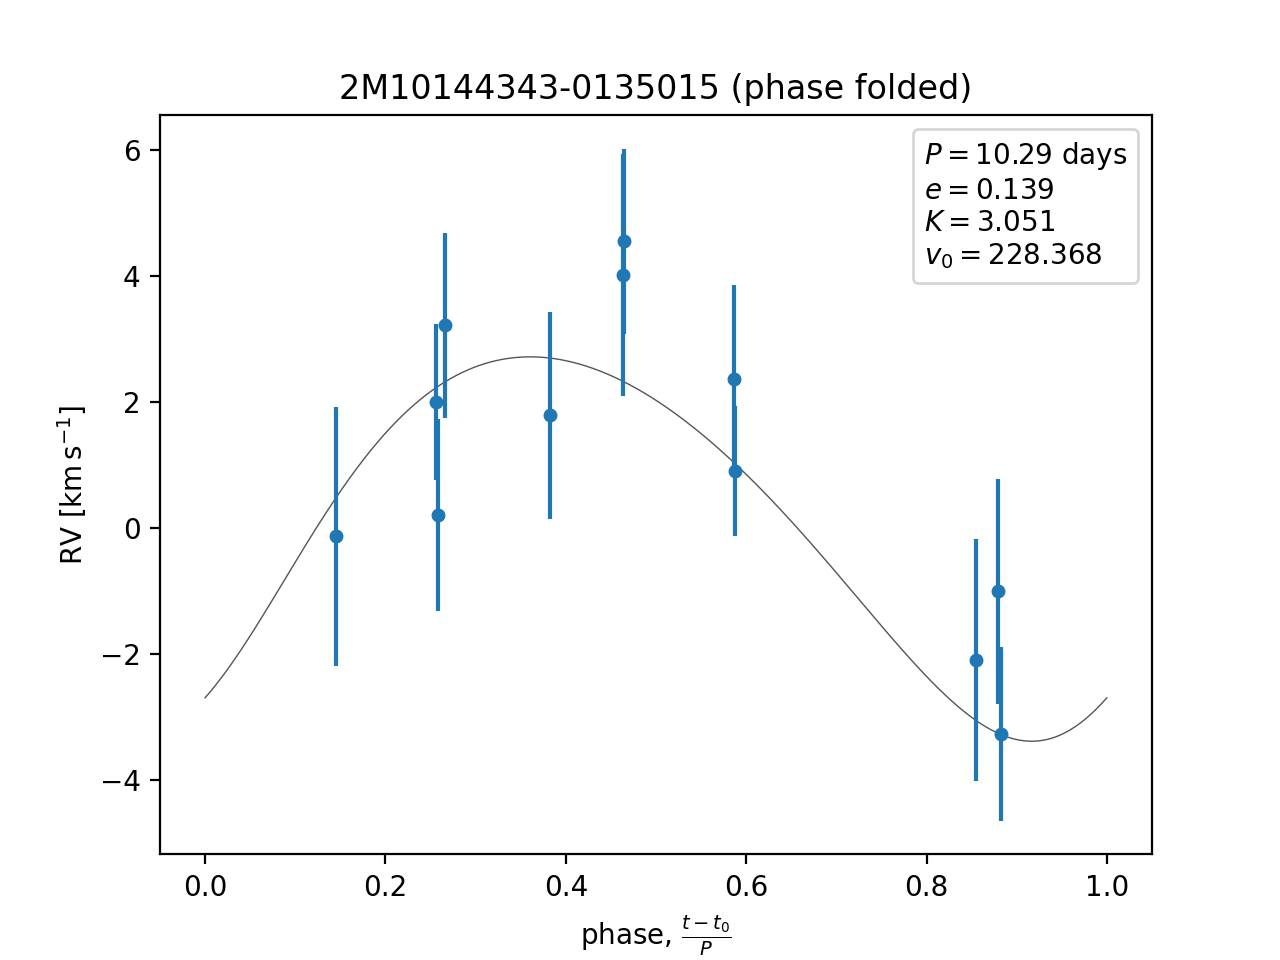 2M10144343-0135015 (phase folded)
P = 10.29 days
e = 0.139
K = 3.051
v₀ = 228.368
RV [km s⁻¹]
6
4
2
0
−2
−4
0.0 0.2 0.4 0.6 0.8 1.0
phase, (t − t₀)/P